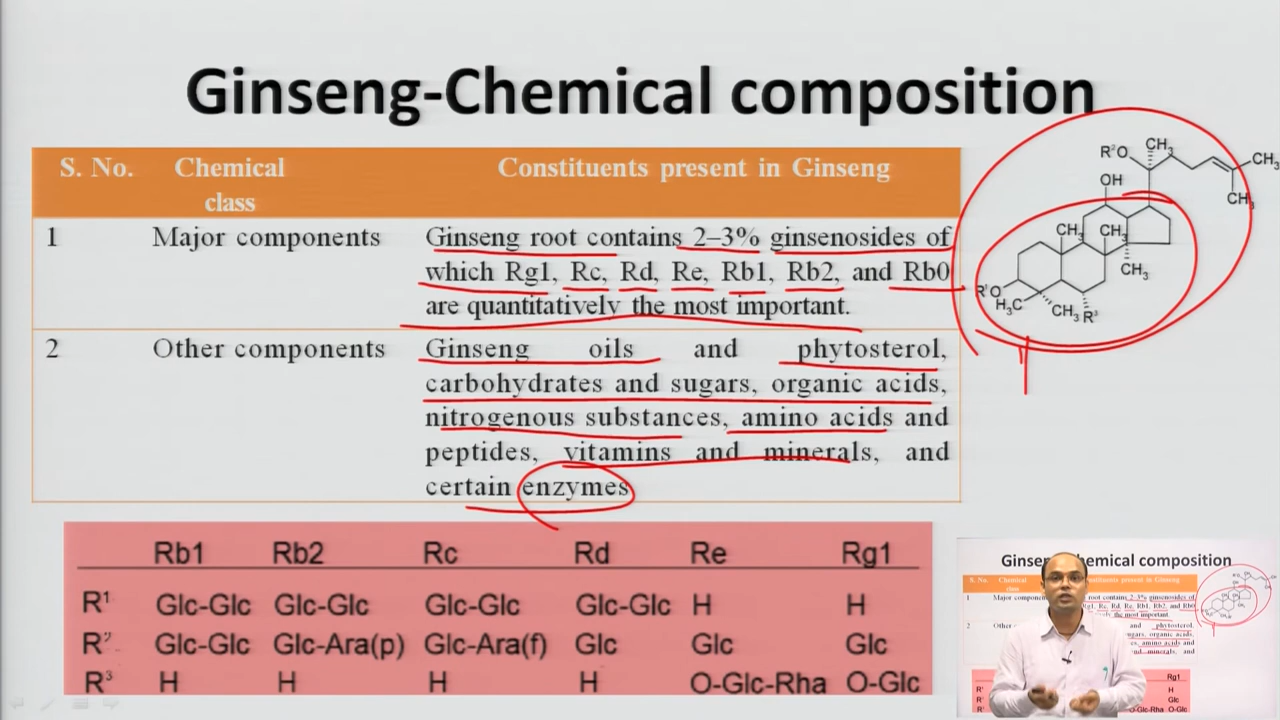 Ginseng-Chemical composition
S. No. Chemical class Constituents present in Ginseng
1 Major components Ginseng root contains 2–3% ginsenosides of
which Rg1, Rc, Rd, Re, Rb1, Rb2, and Rb0
are quantitatively the most important.
2 Other components Ginseng oils and phytosterol,
carbohydrates and sugars, organic acids,
nitrogenous substances, amino acids and
peptides, vitamins and minerals, and
certain enzymes
R²O CH₃ CH₃
OH CH₃
CH₃ CH₃
CH₃
R'O
H₃C CH₃ R³
Rb1 Rb2 Rc Rd Re Rg1
R¹ Glc-Glc Glc-Glc Glc-Glc Glc-Glc H H
R² Glc-Glc Glc-Ara(p) Glc-Ara(f) Glc Glc Glc
R³ H H H H O-Glc-Rha O-Glc